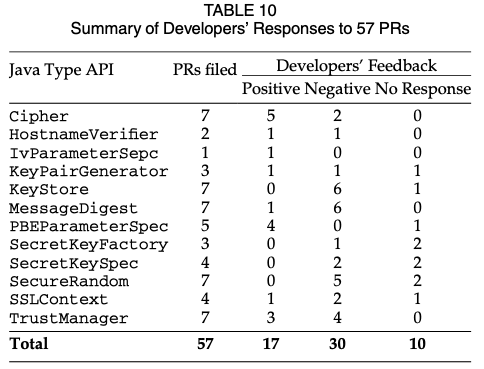 TABLE 10
Summary of Developers' Responses to 57 PRs
Java Type API PRs filed Developers' Feedback
Positive Negative No Response
Cipher 7 5 2 0
HostnameVerifier 2 1 1 0
IvParameterSepc 1 1 0 0
KeyPairGenerator 3 1 1 1
KeyStore 7 0 6 1
MessageDigest 7 1 6 0
PBEParameterSpec 5 4 0 1
SecretKeyFactory 3 0 1 2
SecretKeySpec 4 0 2 2
SecureRandom 7 0 5 2
SSLContext 4 1 2 1
TrustManager 7 3 4 0
Total 57 17 30 10